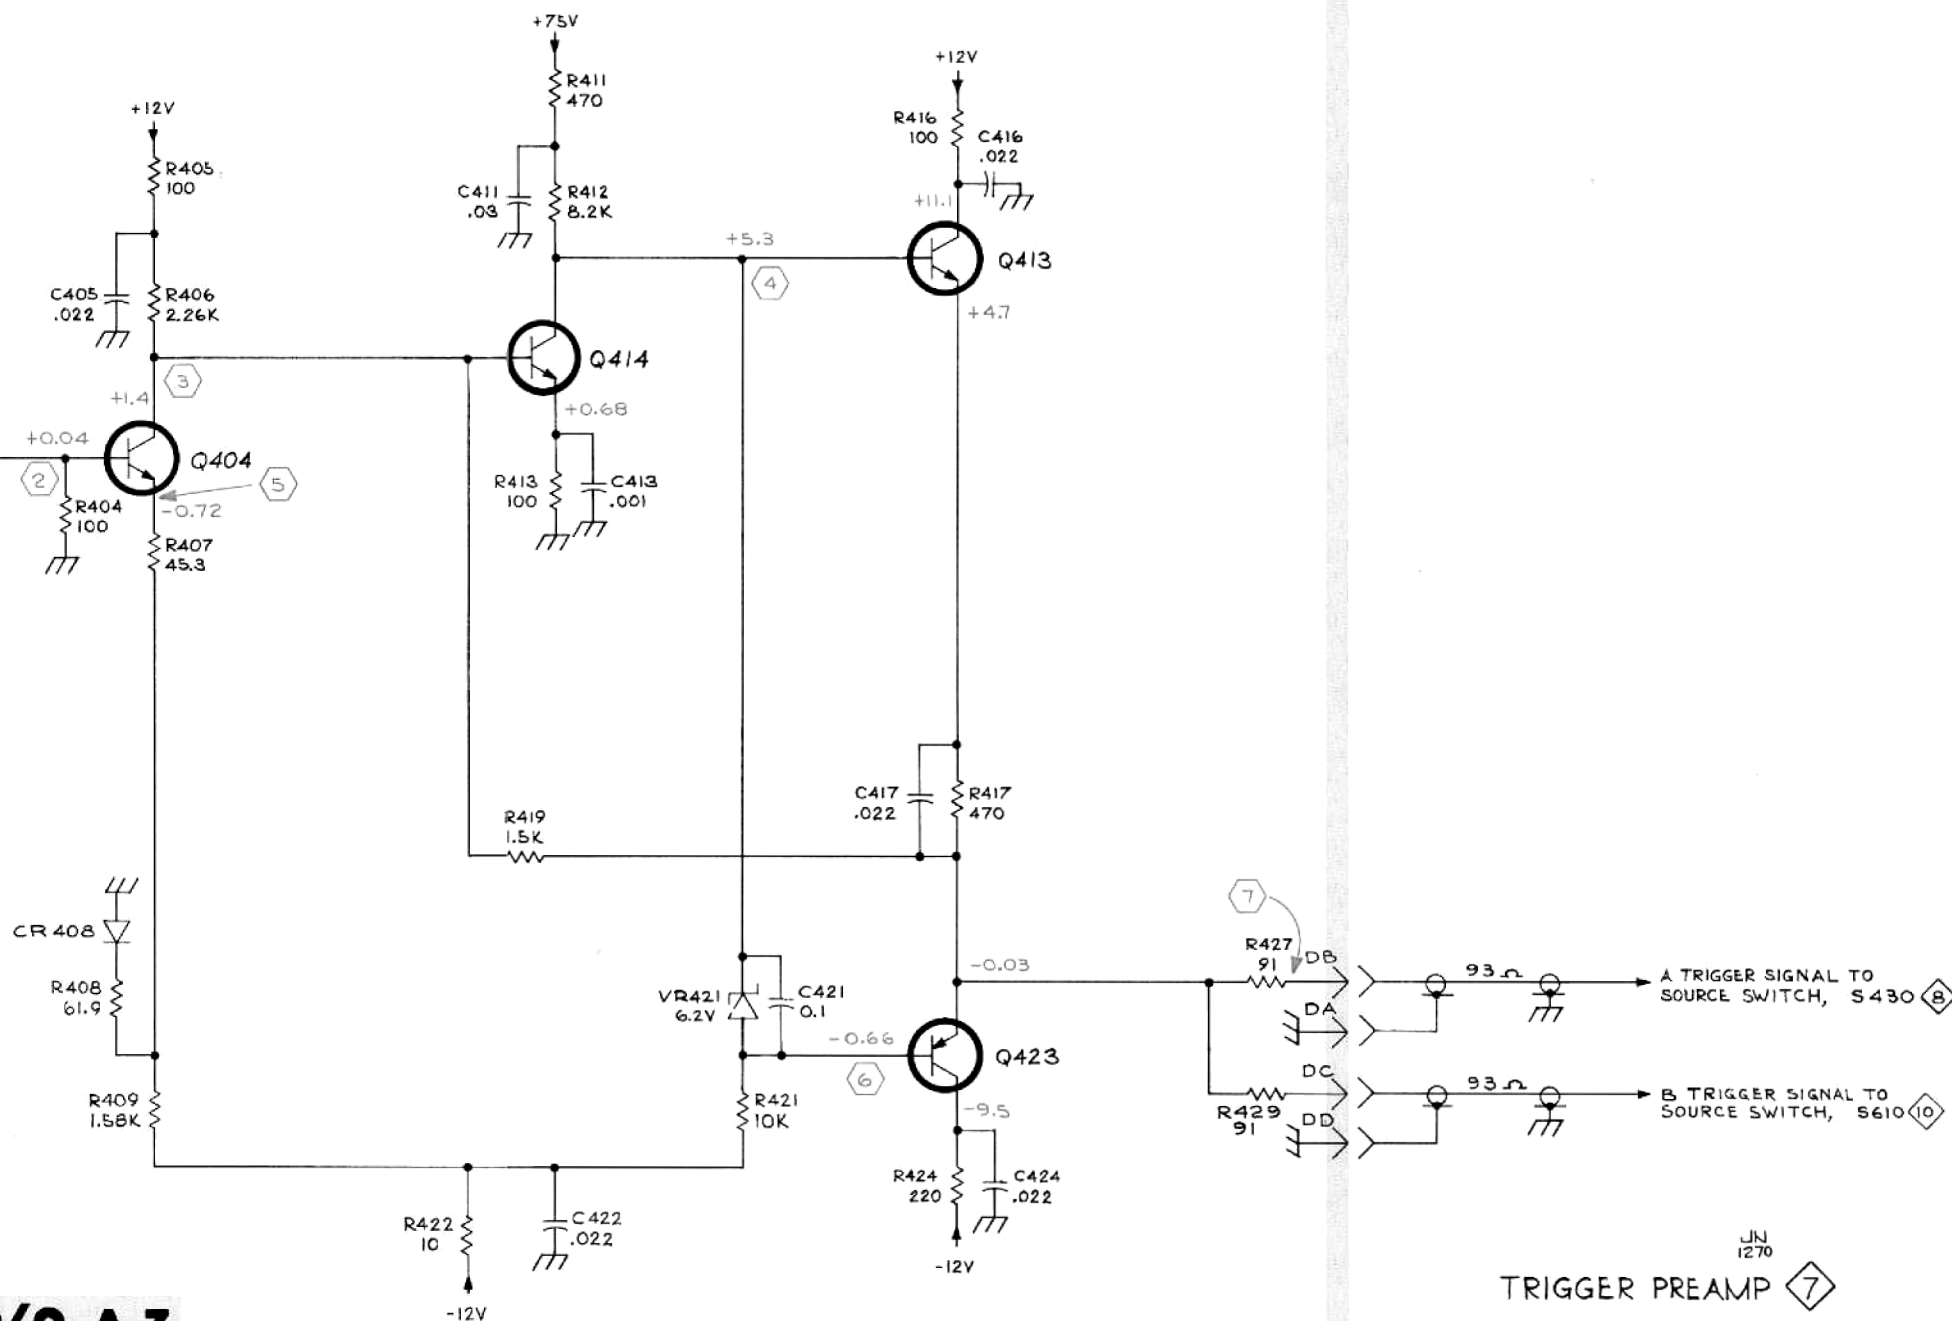 +75V
+12V
+12V
R411
470
R416
100
C416
.022
R405
100
C411
.03
R412
8.2K
+11.1
+5.3
4
Q413
C405
.022
R406
2.26K
+4.7
Q414
3
+1.4
+0.68
+0.04
2
Q404
5
R413
100
C413
.001
R404
100
-0.72
R407
45.3
C417
.022
R417
470
R419
1.5K
7
CR408
R427
91
DB
-0.03
93Ω
A TRIGGER SIGNAL TO
SOURCE SWITCH, S430 8
R408
61.9
VR421
6.2V
C421
0.1
DA
-0.66
6
Q423
DC
93Ω
B TRIGGER SIGNAL TO
SOURCE SWITCH, S610 10
R409
1.58K
R421
10K
-9.5
R429
91
DD
R424
220
C424
.022
R422
10
C422
.022
-12V
-12V
JN
1270
TRIGGER PREAMP 7